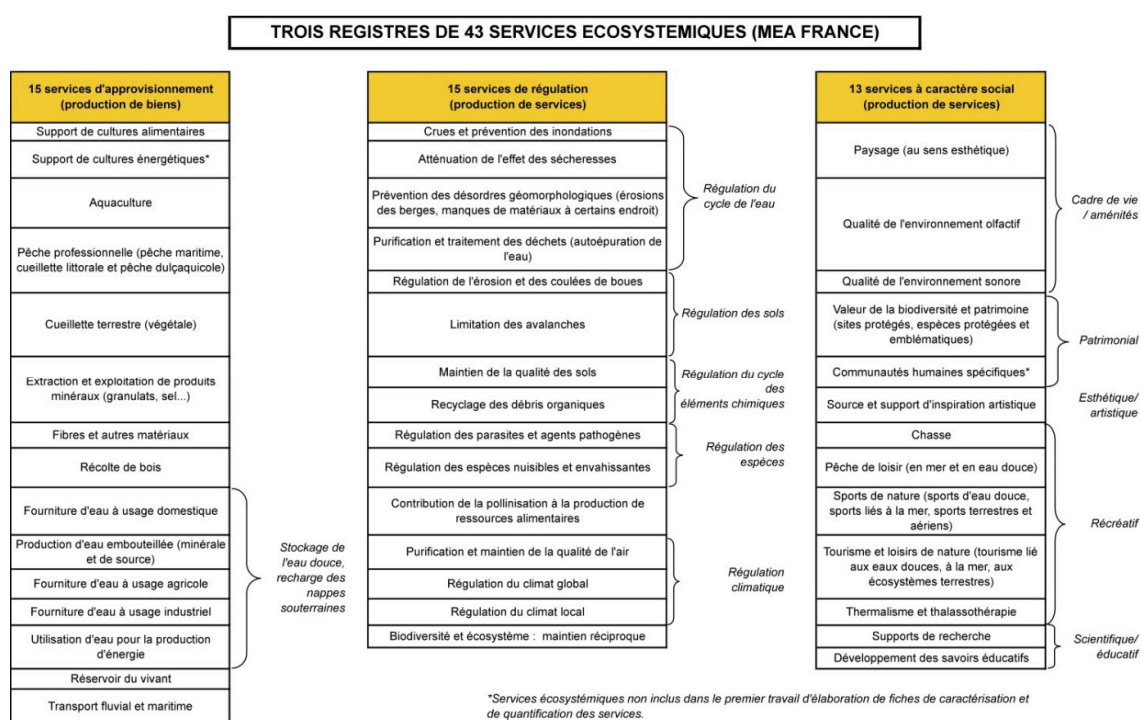 TROIS REGISTRES DE 43 SERVICES ECOSYSTEMIQUES (MEA FRANCE)
15 services d'approvisionnement
(production de biens)
Support de cultures alimentaires
Support de cultures énergétiques*
Aquaculture
Pêche professionnelle (pêche maritime,
cueillette littorale et pêche dulçaquicole)
Cueillette terrestre (végétale)
Extraction et exploitation de produits
minéraux (granulats, sel...)
Fibres et autres matériaux
Récolte de bois
Fourniture d'eau à usage domestique
Production d'eau embouteillée (minérale
et de source)
Fourniture d'eau à usage agricole
Fourniture d'eau à usage industriel
Utilisation d'eau pour la production
d'énergie
Réservoir du vivant
Transport fluvial et maritime
Stockage de
l'eau douce,
recharge des
nappes
souterraines
15 services de régulation
(production de services)
Crues et prévention des inondations
Atténuation de l'effet des sécheresses
Prévention des désordres géomorphologiques (érosions
des berges, manques de matériaux à certains endroit)
Purification et traitement des déchets (autoépuration de
l'eau)
Régulation de l'érosion et des coulées de boues
Limitation des avalanches
Maintien de la qualité des sols
Recyclage des débris organiques
Régulation des parasites et agents pathogènes
Régulation des espèces nuisibles et envahissantes
Contribution de la pollinisation à la production de
ressources alimentaires
Purification et maintien de la qualité de l'air
Régulation du climat global
Régulation du climat local
Biodiversité et écosystème : maintien réciproque
Régulation du
cycle de l'eau
Régulation des sols
Régulation du cycle
des
éléments chimiques
Régulation des
espèces
Régulation
climatique
13 services à caractère social
(production de services)
Paysage (au sens esthétique)
Qualité de l'environnement olfactif
Qualité de l'environnement sonore
Valeur de la biodiversité et patrimoine
(sites protégés, espèces protégées et
emblématiques)
Communautés humaines spécifiques*
Source et support d'inspiration artistique
Chasse
Pêche de loisir (en mer et en eau douce)
Sports de nature (sports d'eau douce,
sports liés à la mer, sports terrestres et
aériens)
Tourisme et loisirs de nature (tourisme lié
aux eaux douces, à la mer, aux
écosystèmes terrestres)
Thermalisme et thalassothérapie
Supports de recherche
Développement des savoirs éducatifs
Cadre de vie
/ aménités
Patrimonial
Esthétique/
artistique
Récréatif
Scientifique/
éducatif
*Services écosystémiques non inclus dans le premier travail d'élaboration de fiches de caractérisation et
de quantification des services.